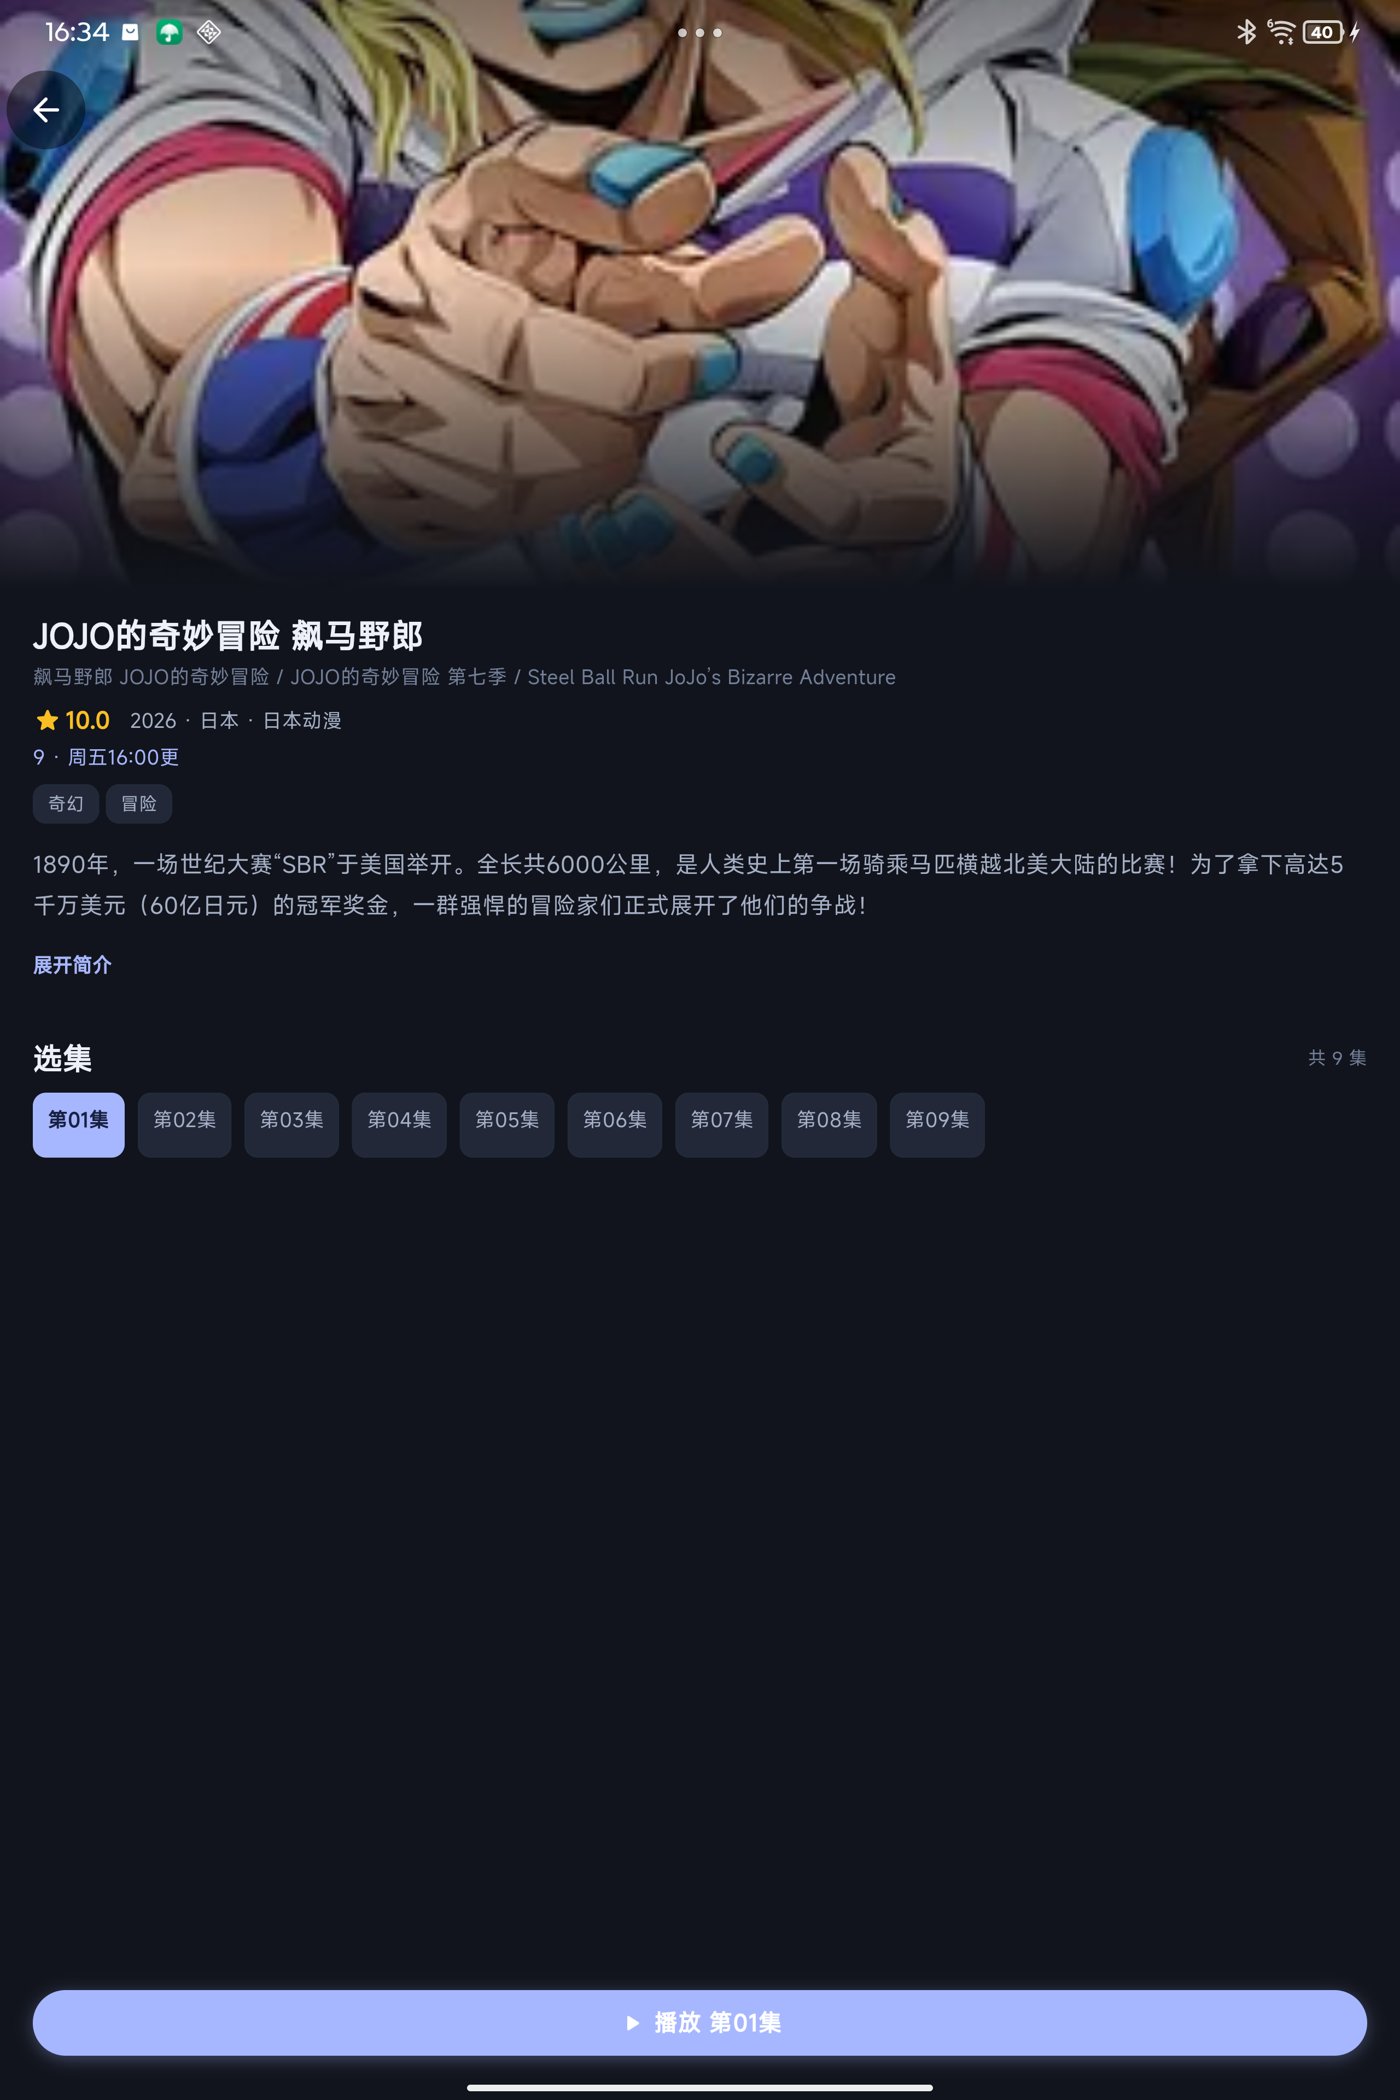 16:34
6
40
JOJO的奇妙冒险 飙马野郎
飙马野郎 JOJO的奇妙冒险 / JOJO的奇妙冒险 第七季 / Steel Ball Run JoJo’s Bizarre Adventure
10.0 2026 · 日本 · 日本动漫
9 · 周五16:00更
奇幻 冒险
1890年，一场世纪大赛“SBR”于美国举开。全长共6000公里，是人类史上第一场骑乘马匹横越北美大陆的比赛！为了拿下高达5
千万美元（60亿日元）的冠军奖金，一群强悍的冒险家们正式展开了他们的争战！
展开简介
选集 共 9 集
第01集 第02集 第03集 第04集 第05集 第06集 第07集 第08集 第09集
播放 第01集